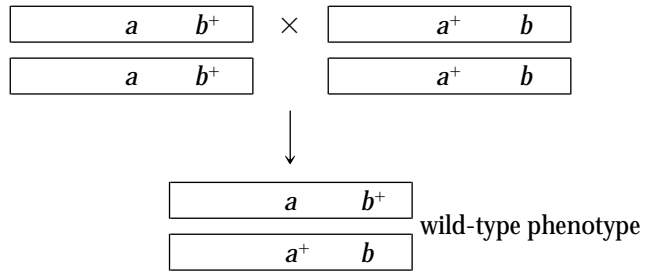 a b⁺ × a⁺ b
a b⁺ a⁺ b
a b⁺
wild-type phenotype
a⁺ b